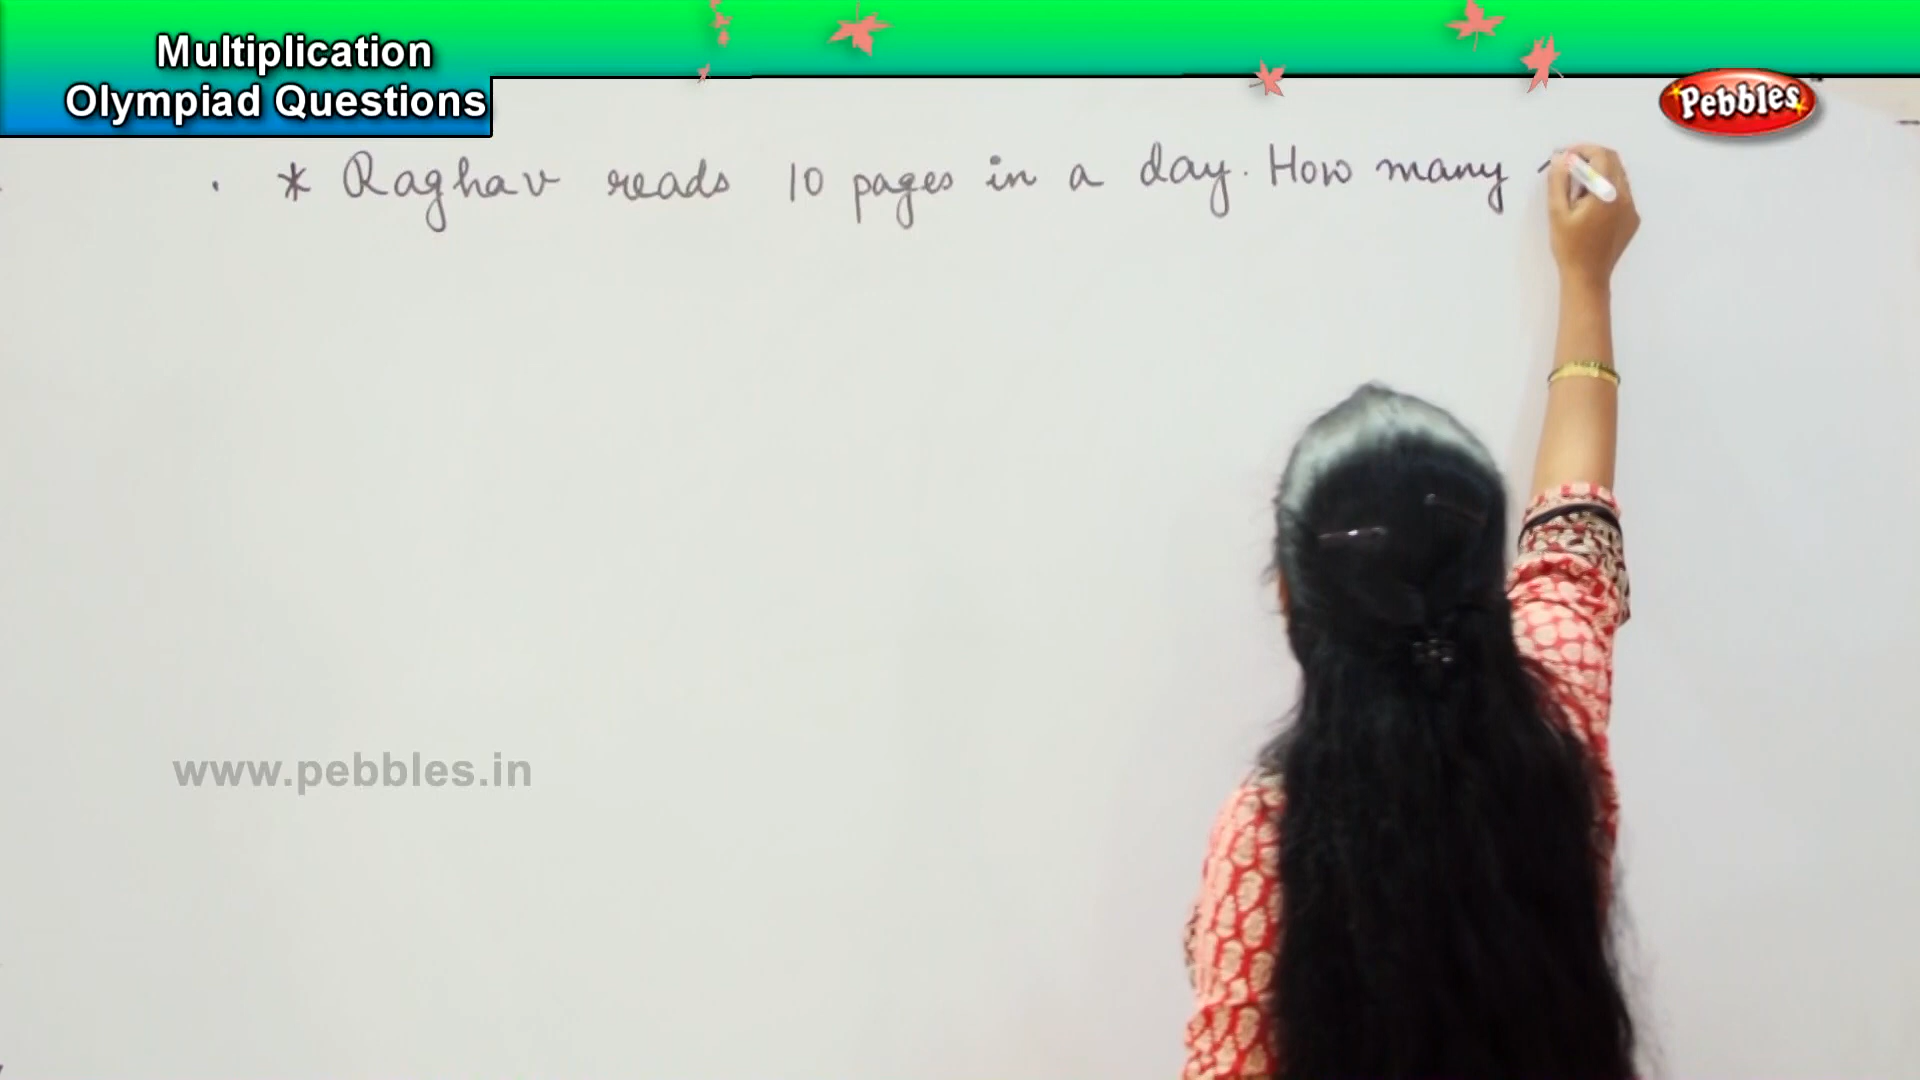 Multiplication
Olympiad Questions
Pebbles
* Raghav reads 10 pages in a day. How many
www.pebbles.in